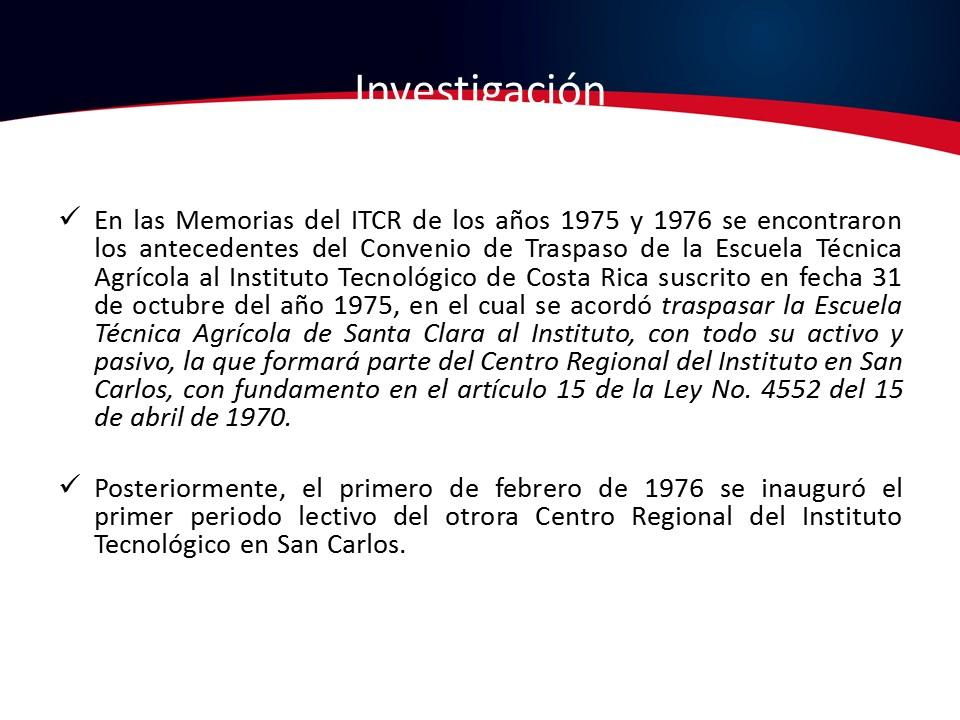 Investigación
✓ En las Memorias del ITCR de los años 1975 y 1976 se encontraron
los antecedentes del Convenio de Traspaso de la Escuela Técnica
Agrícola al Instituto Tecnológico de Costa Rica suscrito en fecha 31
de octubre del año 1975, en el cual se acordó traspasar la Escuela
Técnica Agrícola de Santa Clara al Instituto, con todo su activo y
pasivo, la que formará parte del Centro Regional del Instituto en San
Carlos, con fundamento en el artículo 15 de la Ley No. 4552 del 15
de abril de 1970.
✓ Posteriormente, el primero de febrero de 1976 se inauguró el
primer periodo lectivo del otrora Centro Regional del Instituto
Tecnológico en San Carlos.